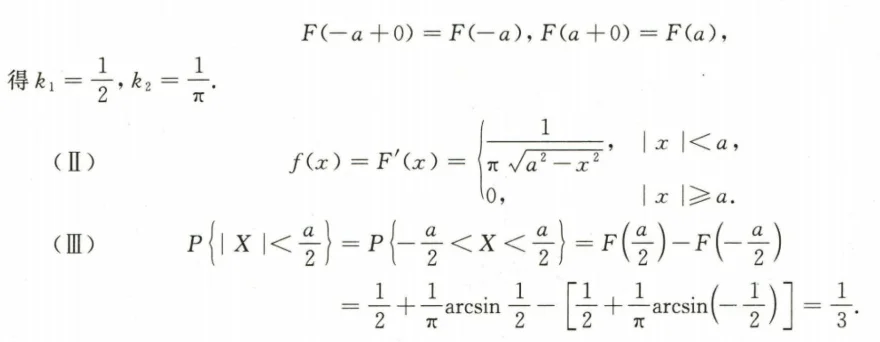 F(-a+0)=F(-a), F(a+0)=F(a),
得 k₁ = 1/2, k₂ = 1/π.
(Ⅱ) f(x)=F′(x)= { 1/(π√(a²-x²)), |x|<a,
0, |x|≥a.
(Ⅲ) P{|X|<a/2}=P{-a/2<X<a/2}=F(a/2)-F(-a/2)
=1/2+1/π arcsin 1/2-[1/2+1/π arcsin(-1/2)]=1/3.